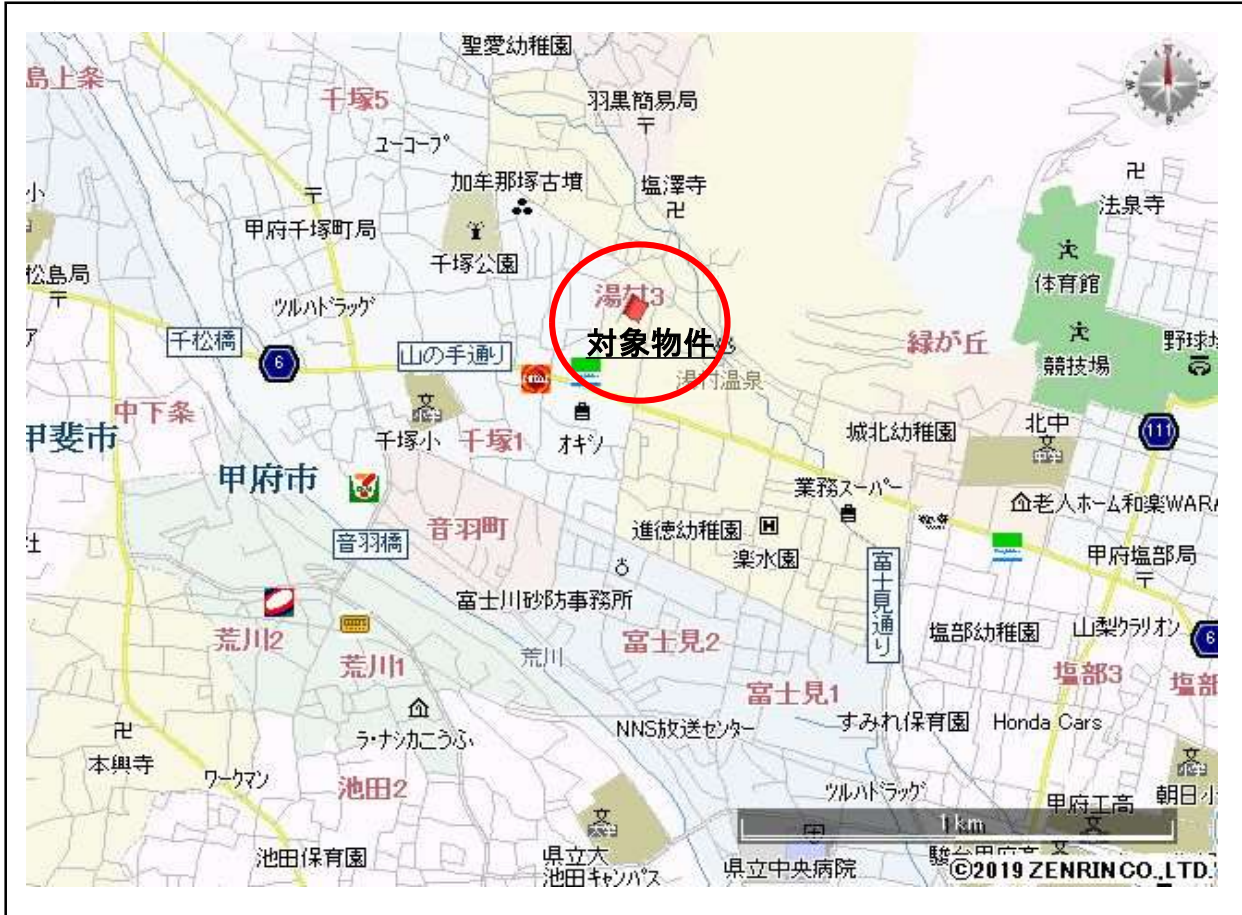 聖愛幼稚園
島上条
千塚5
羽黒簡易局
ユーコープ
加牟那塚古墳
塩澤寺
法泉寺
小
甲府千塚町局
千塚公園
体育館
松島局
湯村3
ツルハドラッグ
千松橋
6
山の手通り
対象物件
緑が丘
競技場
野球場
湯村温泉
中下条
甲斐市
千塚小
千塚1
オギノ
城北幼稚園
北中
111
甲府市
業務スーパー
老人ホーム和楽WARA
音羽町
進徳幼稚園
楽水園
社
音羽橋
甲府塩部局
富士川砂防事務所
富士見通り
荒川2
荒川1
荒川
富士見2
塩部幼稚園
山梨クラリオン
6
塩部3
塩部
富士見1
ラ・ナシカこうふ
NNS放送センター
すみれ保育園
Honda Cars
本興寺
ワークマン
池田2
ツルハドラッグ
甲府工高
朝日小
1km
池田保育園
県立大
池田キャンパス
県立中央病院
駿台甲府高
©2019 ZENRIN CO.,LTD.